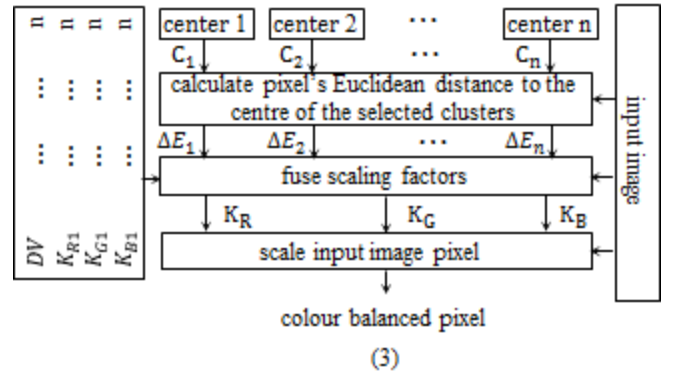 center 1 center 2 ... center n
C1 C2 ... Cn
calculate pixel's Euclidean distance to the
centre of the selected clusters
ΔE1 ΔE2 ... ΔEn
fuse scaling factors
KR KG KB
scale input image pixel
colour balanced pixel
(3)
DV ... ... n
KR1 ... ... n
KG1 ... ... n
KB1 ... ... n
input image